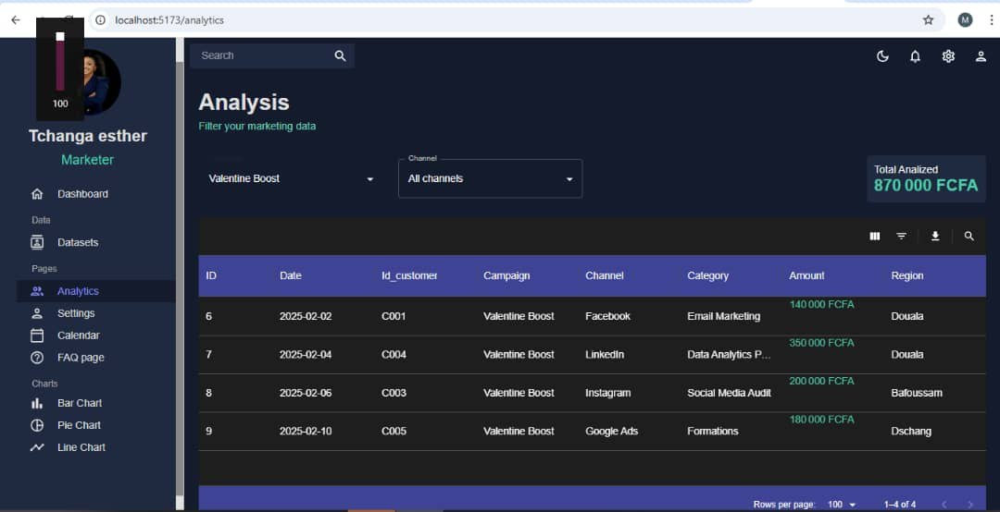 localhost:5173/analytics
M
100
Tchanga esther
Marketer
Dashboard
Data
Datasets
Pages
Analytics
Settings
Calendar
FAQ page
Charts
Bar Chart
Pie Chart
Line Chart
Search
Analysis
Filter your marketing data
Valentine Boost
Channel
All channels
Total Analized
870 000 FCFA
ID Date Id_customer Campaign Channel Category Amount Region
6 2025-02-02 C001 Valentine Boost Facebook Email Marketing 140 000 FCFA Douala
7 2025-02-04 C004 Valentine Boost LinkedIn Data Analytics P... 350 000 FCFA Douala
8 2025-02-06 C003 Valentine Boost Instagram Social Media Audit 200 000 FCFA Bafoussam
9 2025-02-10 C005 Valentine Boost Google Ads Formations 180 000 FCFA Dschang
Rows per page: 100 1–4 of 4